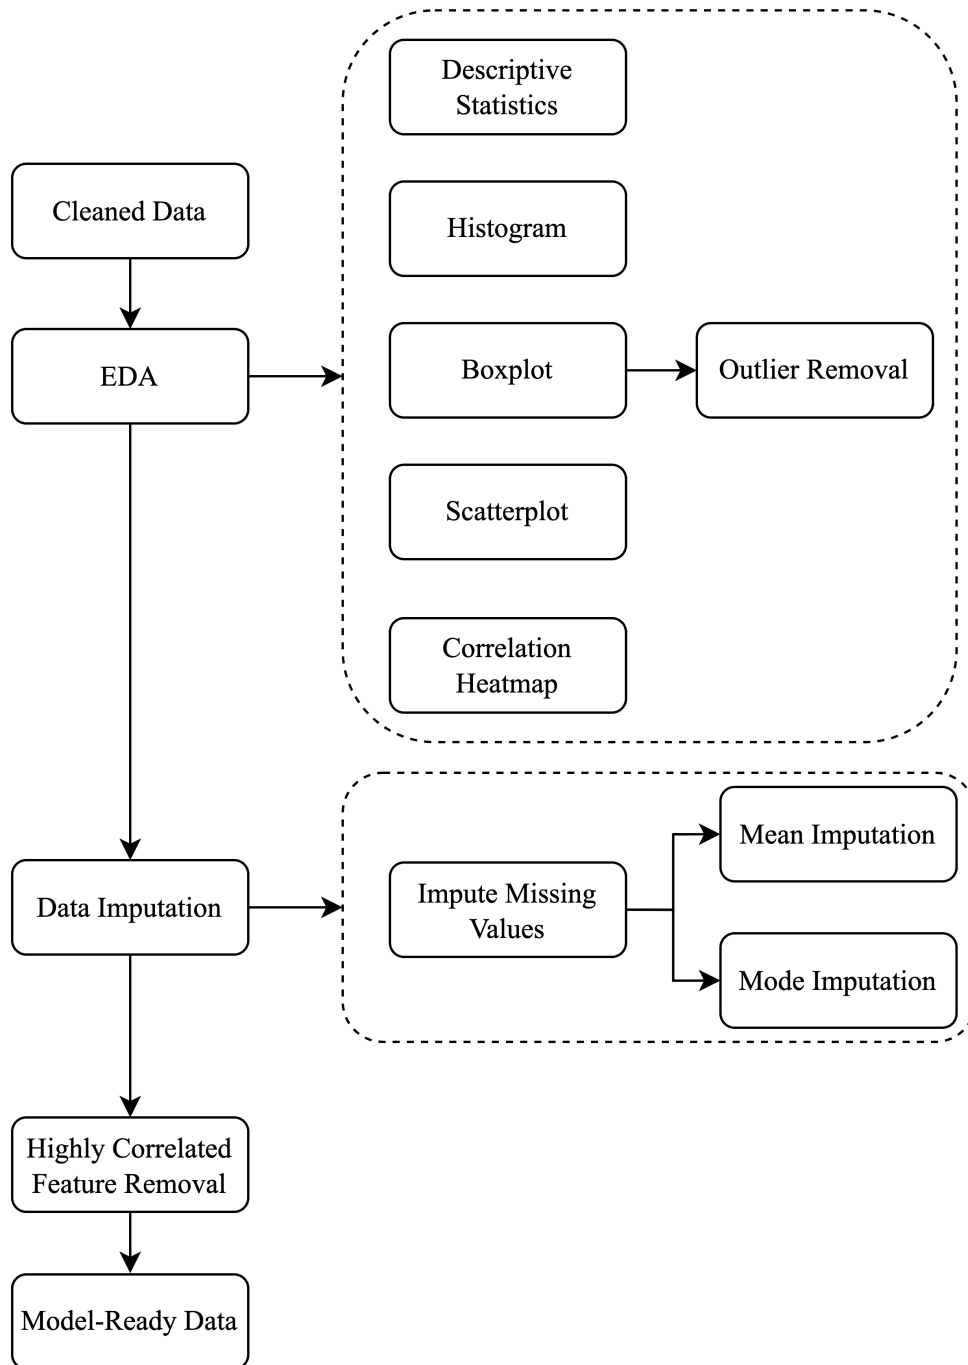 Cleaned Data
EDA
Descriptive
Statistics
Histogram
Boxplot
Outlier Removal
Scatterplot
Correlation
Heatmap
Data Imputation
Impute Missing
Values
Mean Imputation
Mode Imputation
Highly Correlated
Feature Removal
Model-Ready Data